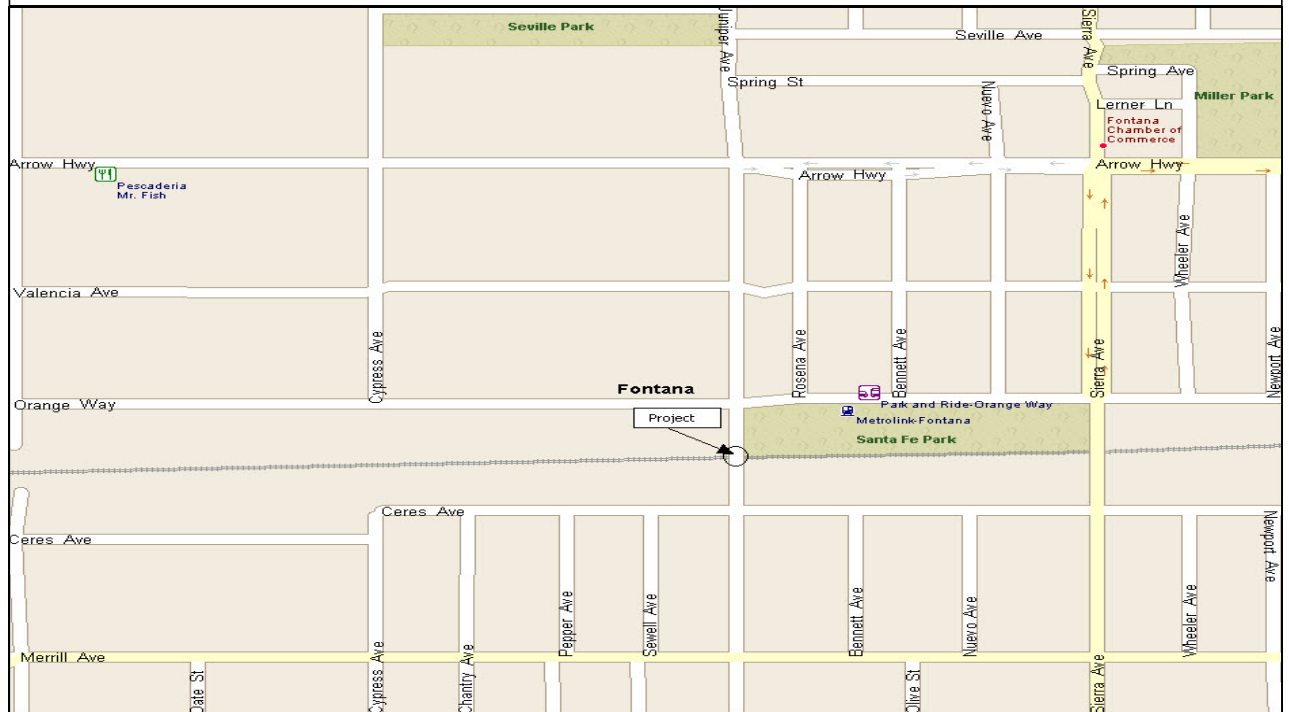 Seville Park
Juniper Ave
Seville Ave
Sierra Ave
Spring St
Spring Ave
Nuevo Ave
Lerner Ln
Miller Park
Fontana
Chamber of
Commerce
Arrow Hwy
Pescaderia
Mr. Fish
Arrow Hwy
Arrow Hwy
Wheeler Ave
Valencia Ave
Cypress Ave
Rosena Ave
Bennett Ave
Sierra Ave
Newport Ave
Fontana
Orange Way
Park and Ride-Orange Way
Project
Metrolink-Fontana
Santa Fe Park
Ceres Ave
Ceres Ave
Newport Ave
Pepper Ave
Sewell Ave
Bennett Ave
Nuevo Ave
Wheeler Ave
Merrill Ave
Date St
Cypress Ave
Chantry Ave
Olive St
Sierra Ave